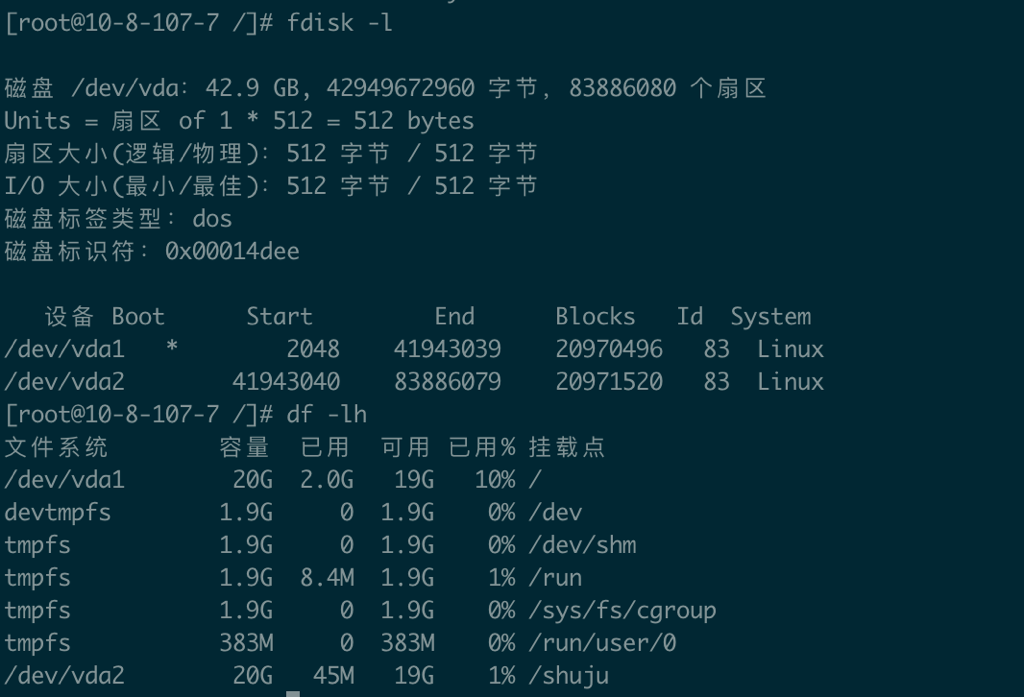 [root@10-8-107-7 /]# fdisk -l
磁盘 /dev/vda：42.9 GB, 42949672960 字节，83886080 个扇区
Units = 扇区 of 1 * 512 = 512 bytes
扇区大小(逻辑/物理)：512 字节 / 512 字节
I/O 大小(最小/最佳)：512 字节 / 512 字节
磁盘标签类型：dos
磁盘标识符：0x00014dee
设备 Boot Start End Blocks Id System
/dev/vda1 * 2048 41943039 20970496 83 Linux
/dev/vda2 41943040 83886079 20971520 83 Linux
[root@10-8-107-7 /]# df -lh
文件系统 容量 已用 可用 已用% 挂载点
/dev/vda1 20G 2.0G 19G 10% /
devtmpfs 1.9G 0 1.9G 0% /dev
tmpfs 1.9G 0 1.9G 0% /dev/shm
tmpfs 1.9G 8.4M 1.9G 1% /run
tmpfs 1.9G 0 1.9G 0% /sys/fs/cgroup
tmpfs 383M 0 383M 0% /run/user/0
/dev/vda2 20G 45M 19G 1% /shuju